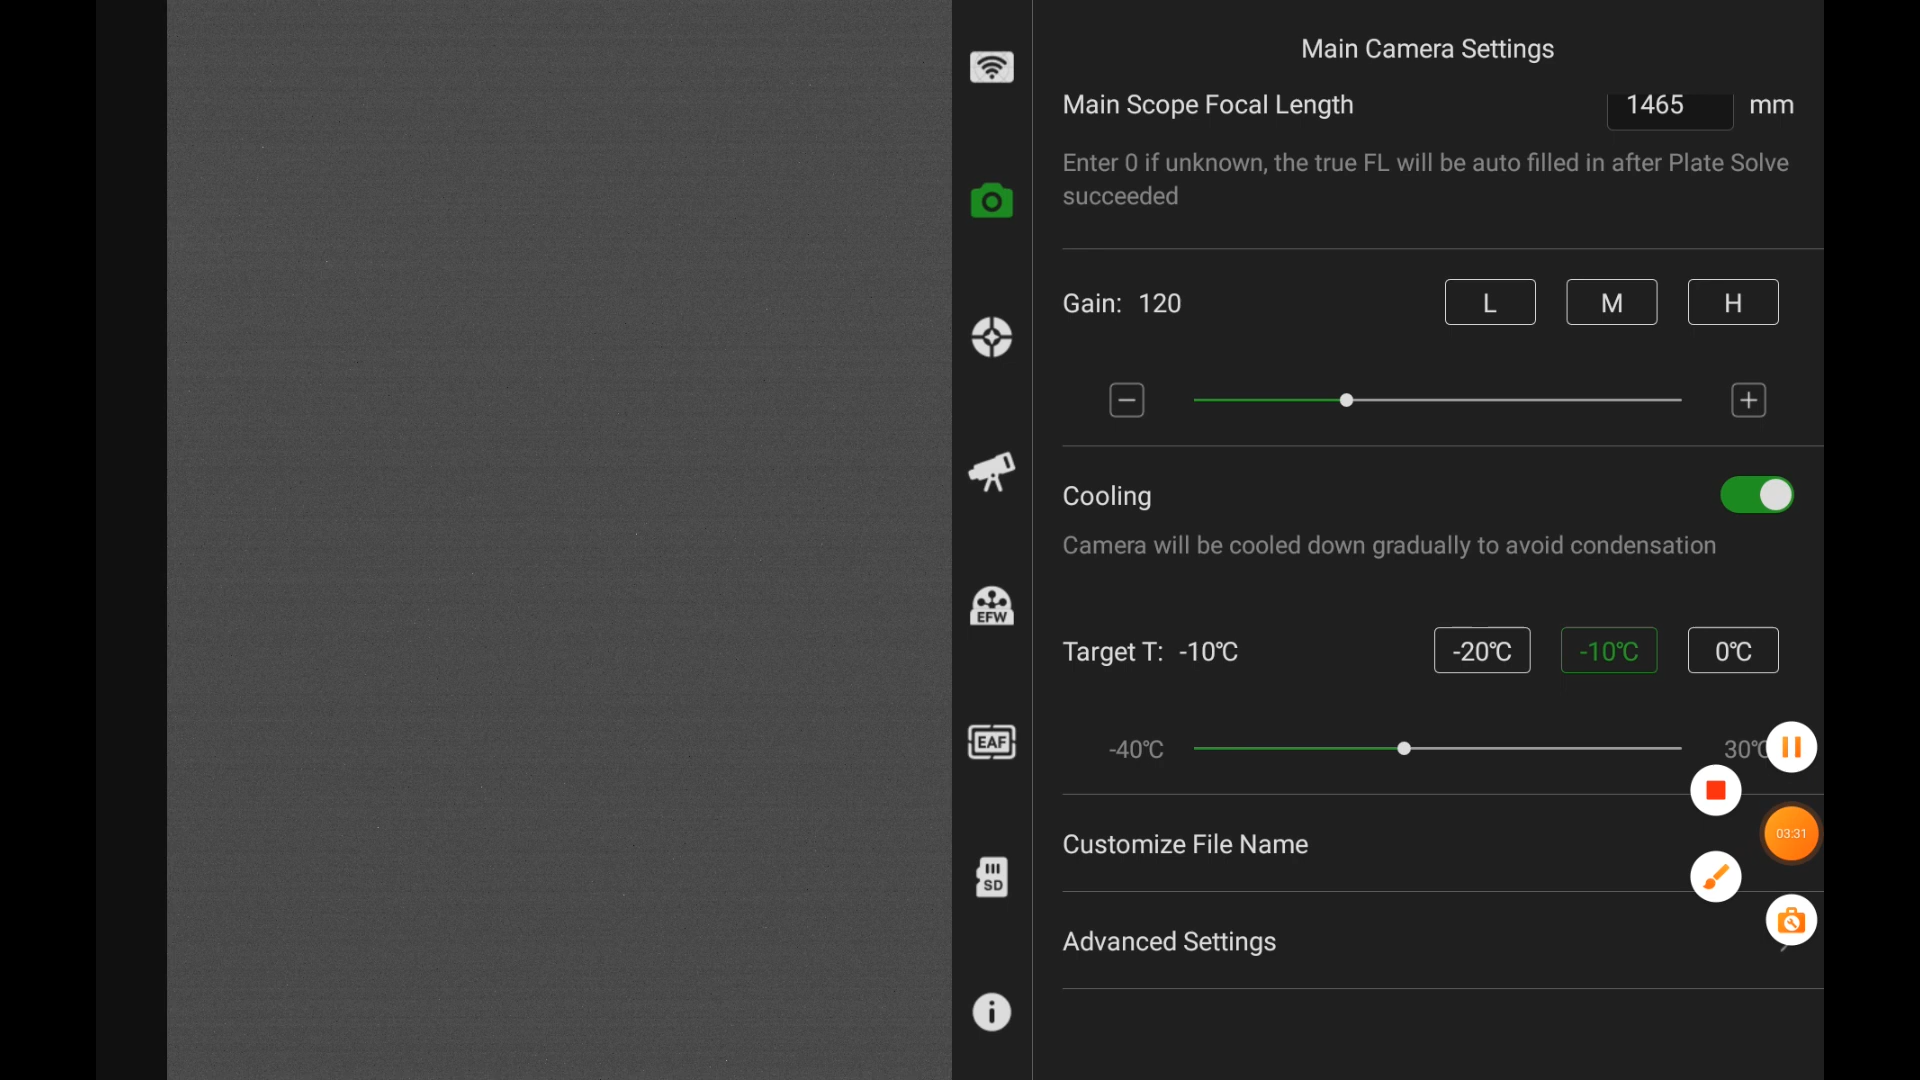 Main Camera Settings
Main Scope Focal Length 1465 mm
Enter 0 if unknown, the true FL will be auto filled in after Plate Solve
succeeded
Gain: 120 L M H
Cooling
Camera will be cooled down gradually to avoid condensation
EFW
Target T: -10℃ -20℃ -10℃ 0℃
EAF
-40℃ 30℃
03:31
Customize File Name
SD
Advanced Settings